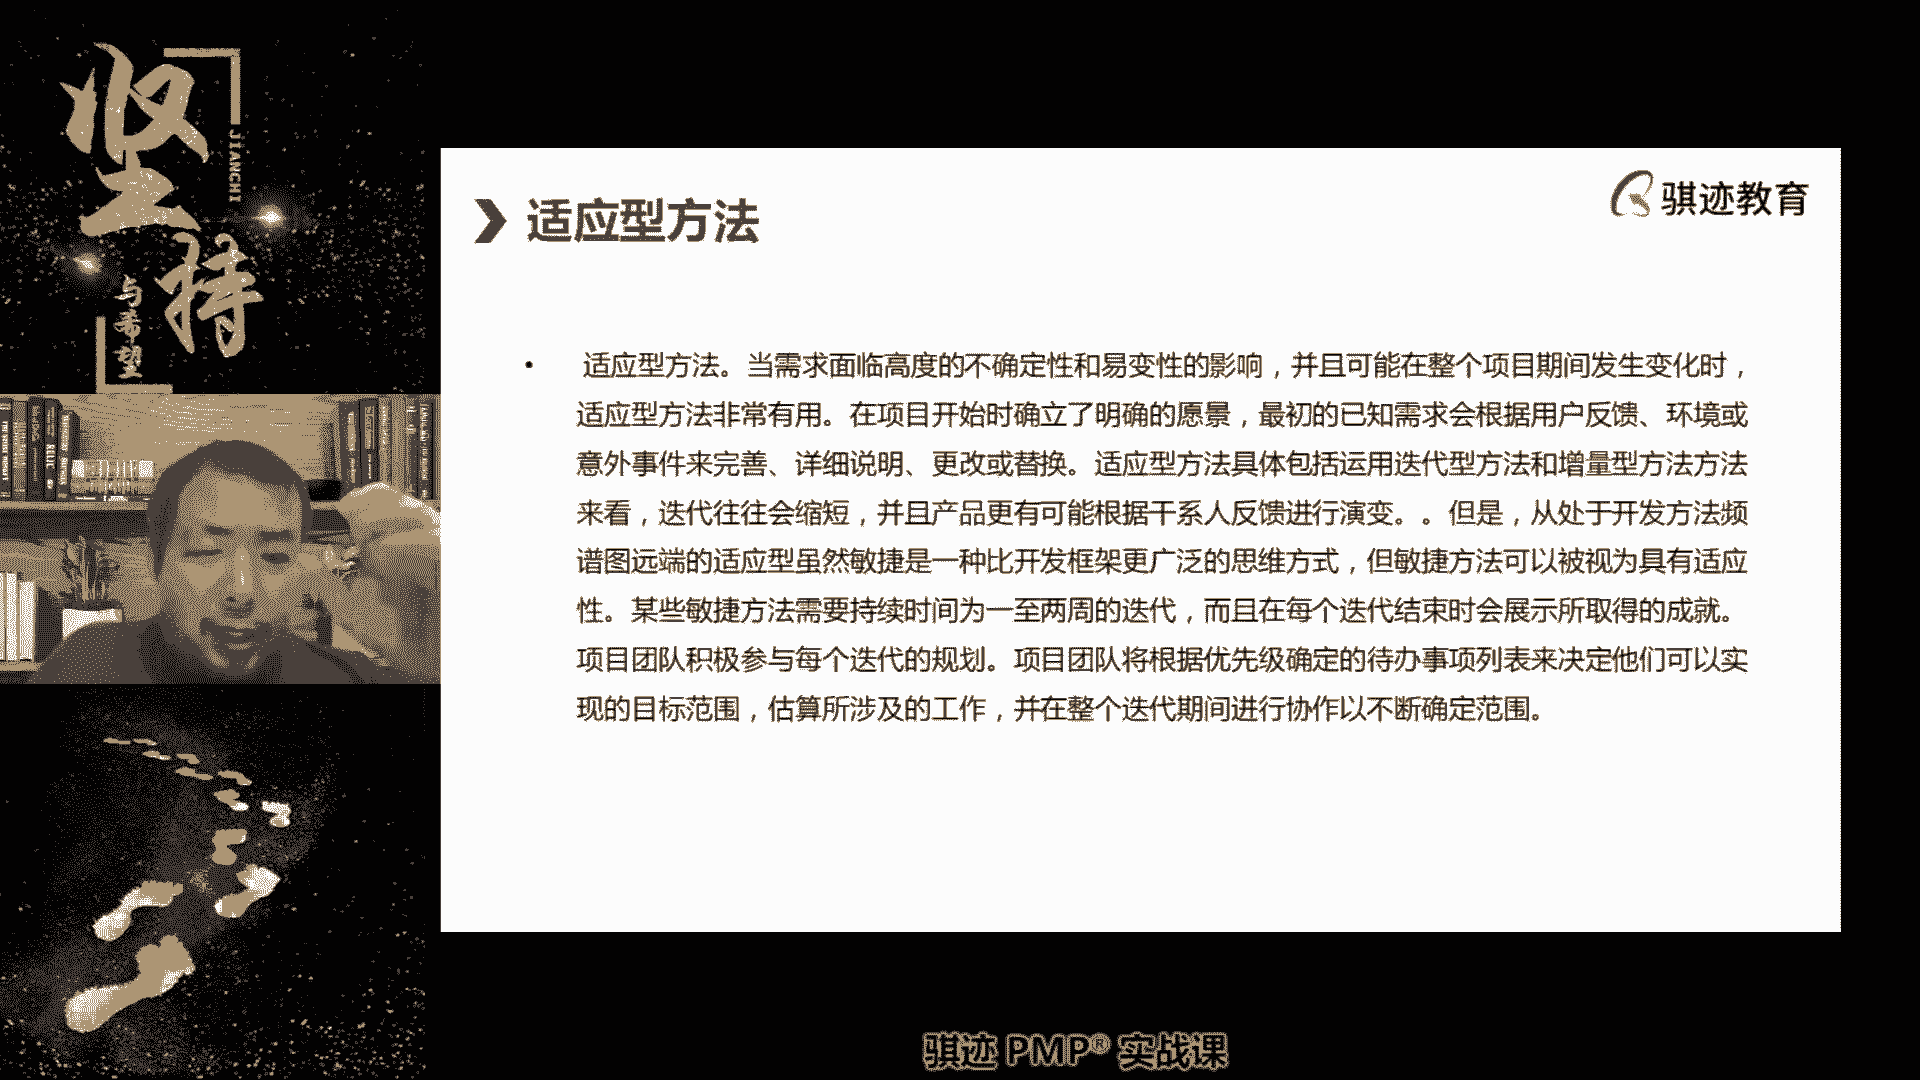 坚持
JIANCHI
与希望
骐迹教育
适应型方法
• 适应型方法。当需求面临高度的不确定性和易变性的影响，并且可能在整个项目期间发生变化时，
适应型方法非常有用。在项目开始时确立了明确的愿景，最初的已知需求会根据用户反馈、环境或
意外事件来完善、详细说明、更改或替换。适应型方法具体包括运用迭代型方法和增量型方法方法
来看，迭代往往会缩短，并且产品更有可能根据干系人反馈进行演变。。但是，从处于开发方法频
谱图远端的适应型虽然敏捷是一种比开发框架更广泛的思维方式，但敏捷方法可以被视为具有适应
性。某些敏捷方法需要持续时间为一至两周的迭代，而且在每个迭代结束时会展示所取得的成就。
项目团队积极参与每个迭代的规划。项目团队将根据优先级确定的待办事项列表来决定他们可以实
现的目标范围，估算所涉及的工作，并在整个迭代期间进行协作以不断确定范围。
骐迹 PMP® 实战课